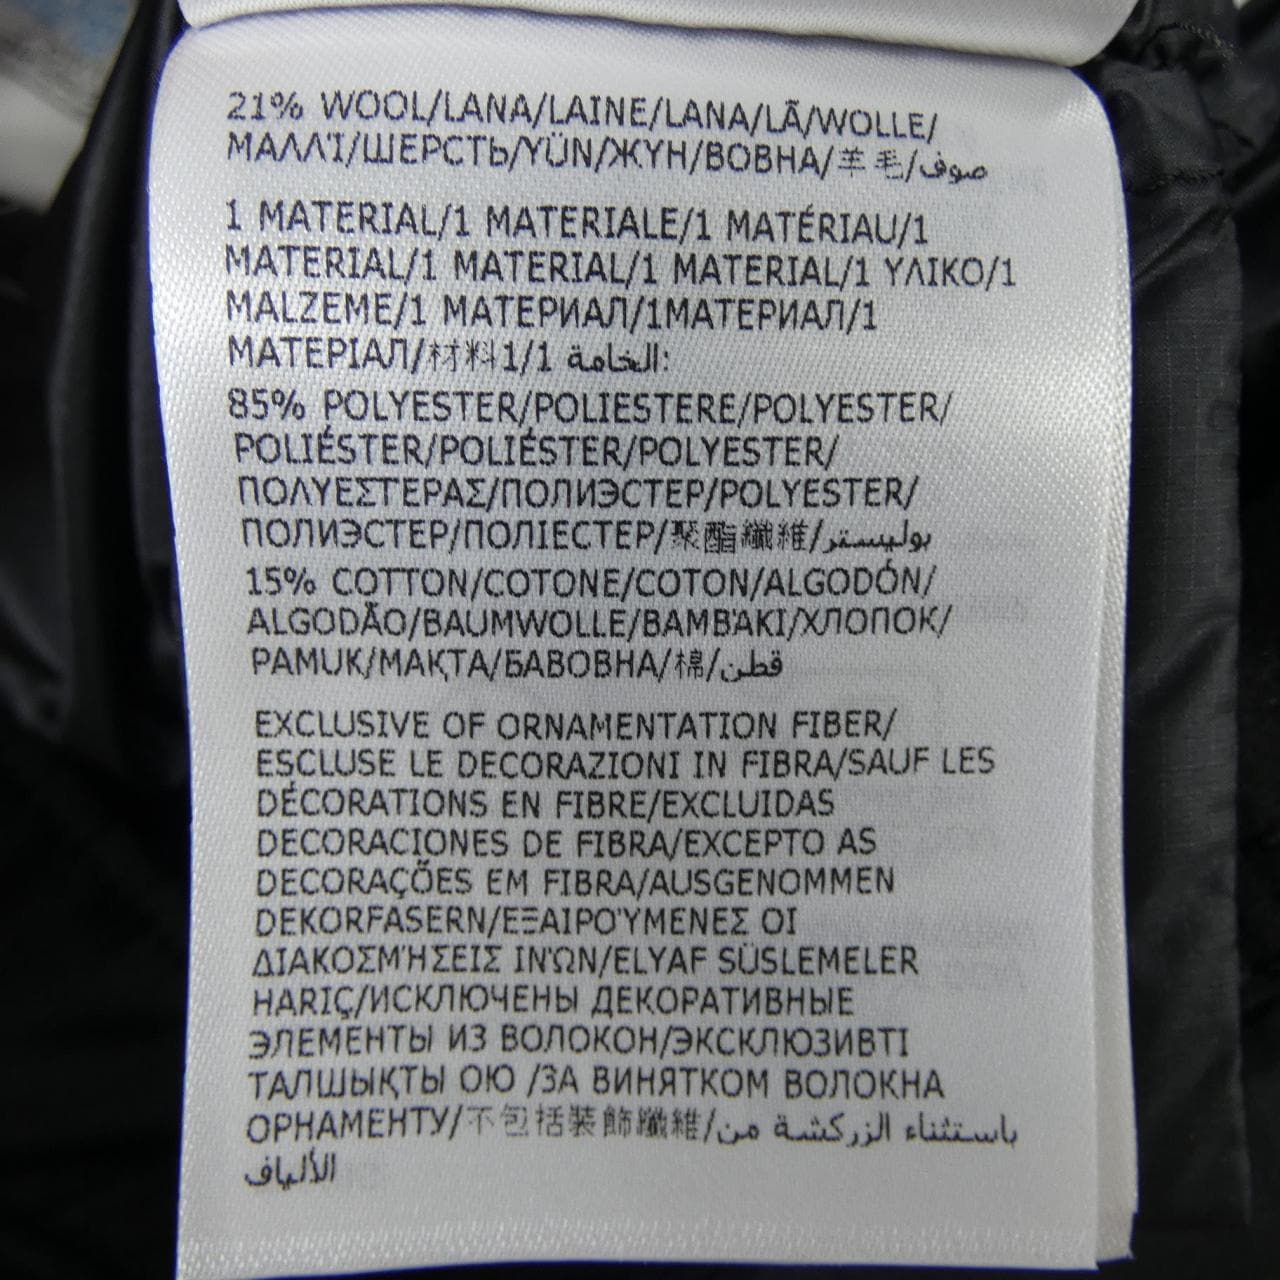 21% WOOL/LANA/LAINE/LANA/LÃ/WOLLE/
ΜΑΛΛΊ/ШЕРСТЬ/YÜN/ЖҮН/ВОВНА/羊毛/صوف
1 MATERIAL/1 MATERIALE/1 MATÉRIAU/1
MATERIAL/1 MATERIAL/1 MATERIAL/1 ΥΛΙΚΟ/1
MALZEME/1 МАТЕРИАЛ/1МАТЕРИАЛ/1
МАТЕРІАЛ/材料1/1 الخامة:
85% POLYESTER/POLIESTERE/POLYESTER/
POLIÉSTER/POLIÉSTER/POLYESTER/
ΠΟΛΥΕΣΤΕΡΑΣ/ПОЛИЭСТЕР/POLYESTER/
ПОЛИЭСТЕР/ПОЛІЕСТЕР/聚酯纖維/بوليستر
15% COTTON/COTONE/COTON/ALGODÓN/
ALGODÃO/BAUMWOLLE/ΒΑΜΒΆΚΙ/ХЛОПОК/
PAMUK/МАҚТА/БАВОВНА/棉/قطن
EXCLUSIVE OF ORNAMENTATION FIBER/
ESCLUSE LE DECORAZIONI IN FIBRA/SAUF LES
DÉCORATIONS EN FIBRE/EXCLUIDAS
DECORACIONES DE FIBRA/EXCEPTO AS
DECORAÇÕES EM FIBRA/AUSGENOMMEN
DEKORFASERN/ΕΞΑΙΡΟΎΜΕΝΕΣ ΟΙ
ΔΙΑΚΟΣΜΉΣΕΙΣ ΙΝΏΝ/ELYAF SÜSLEMELER
HARIÇ/ИСКЛЮЧЕНЫ ДЕКОРАТИВНЫЕ
ЭЛЕМЕНТЫ ИЗ ВОЛОКОН/ЭКСКЛЮЗИВТІ
ТАЛШЫҚТЫ ОЮ /ЗА ВИНЯТКОМ ВОЛОКНА
ОРНАМЕНТУ/不包括裝飾纖維/باستثناء الزركشة من
الألياف